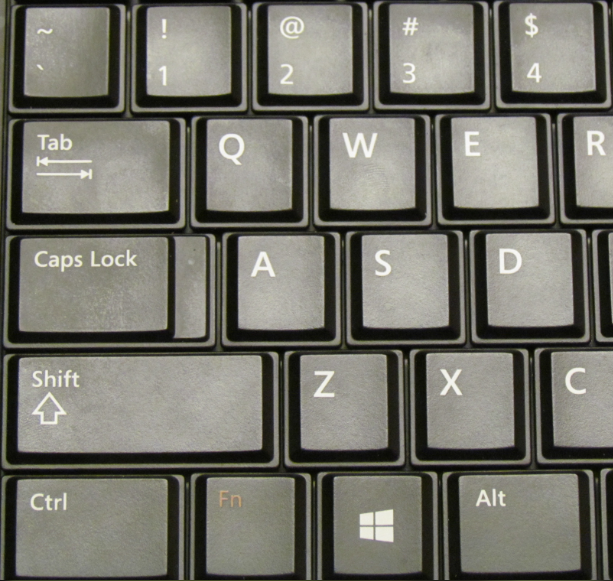 ~ ! @ # $
` 1 2 3 4
Tab Q W E R
Caps Lock A S D
Shift Z X C
Ctrl Fn Alt